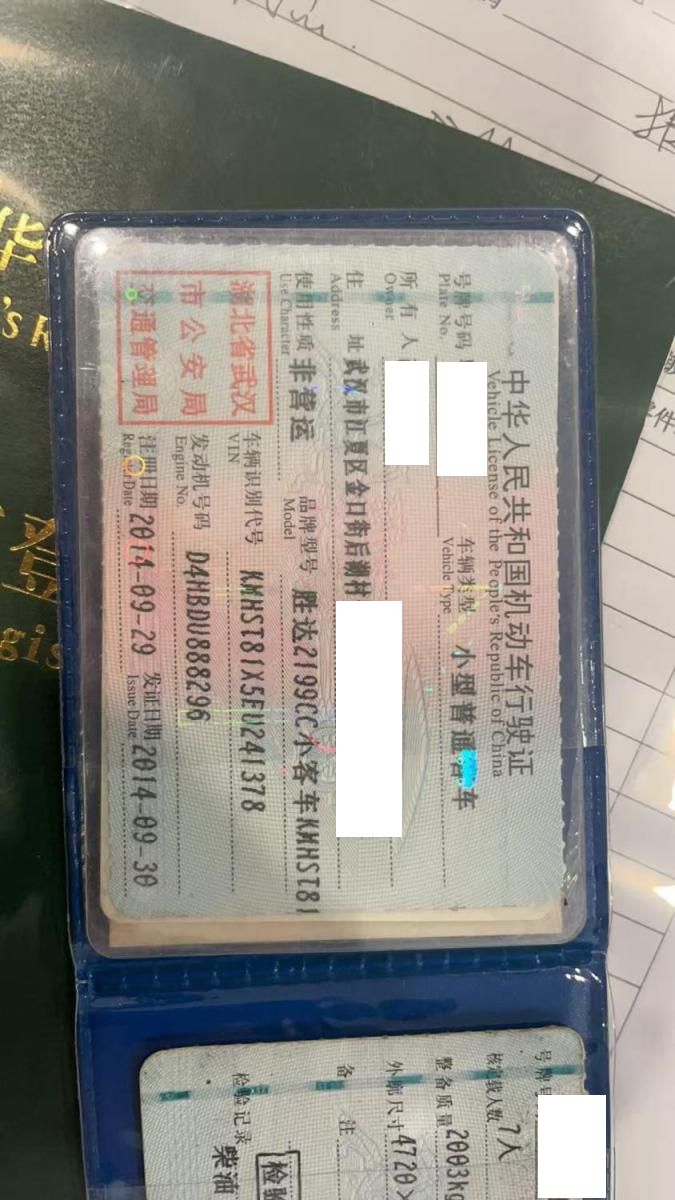 中华人民共和国机动车行驶证
Vehicle License of the People's Republic of China
号牌号码
Plate No.
车辆类型 小型普通客车
Vehicle Type
所有人
Owner
住址 武汉市江夏区金口街后湖村
Address
使用性质 非营运
Use Character
品牌型号 胜达2199CC小客车KMHST81
Model
湖北省武汉
市公安局
交通管理局
车辆识别代号 KMHST81X5EU241378
VIN
发动机号码 D4HBDU888296
Engine No.
注册日期 2014-09-29
Register Date
发证日期 2014-09-30
Issue Date
号牌号
核定载人数 7人
整备质量 2003kg
外廓尺寸 4720×
备注
检验记录
柴油